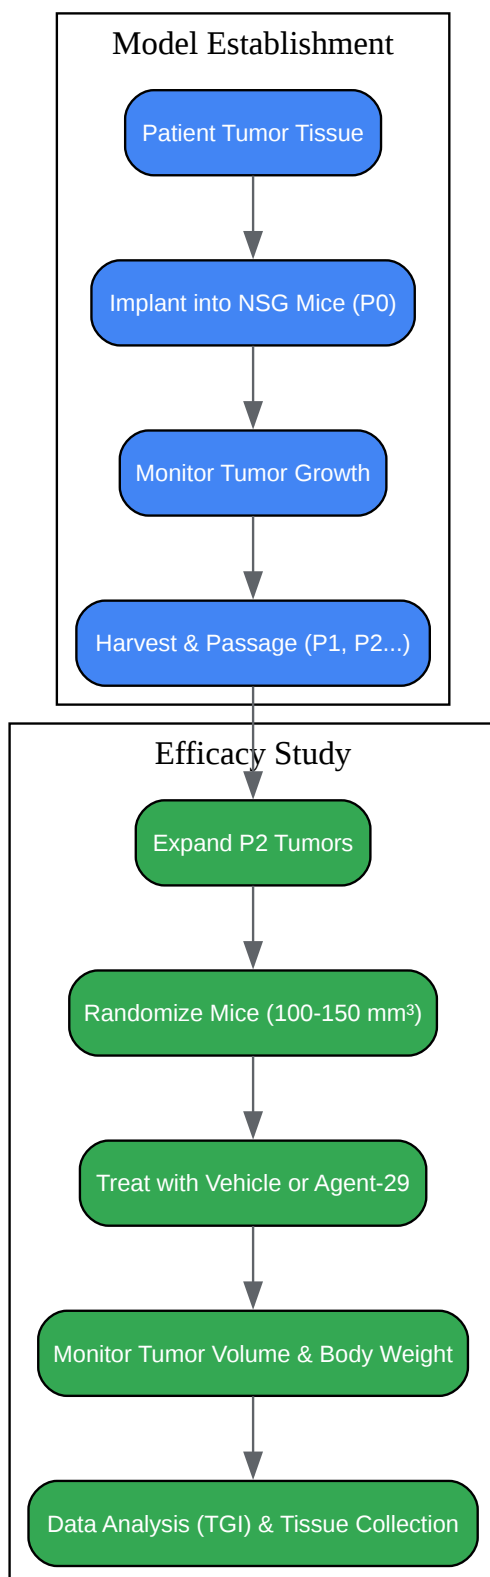 Model Establishment
Patient Tumor Tissue
Implant into NSG Mice (P0)
Monitor Tumor Growth
Harvest & Passage (P1, P2...)
Efficacy Study
Expand P2 Tumors
Randomize Mice (100-150 mm³)
Treat with Vehicle or Agent-29
Monitor Tumor Volume & Body Weight
Data Analysis (TGI) & Tissue Collection